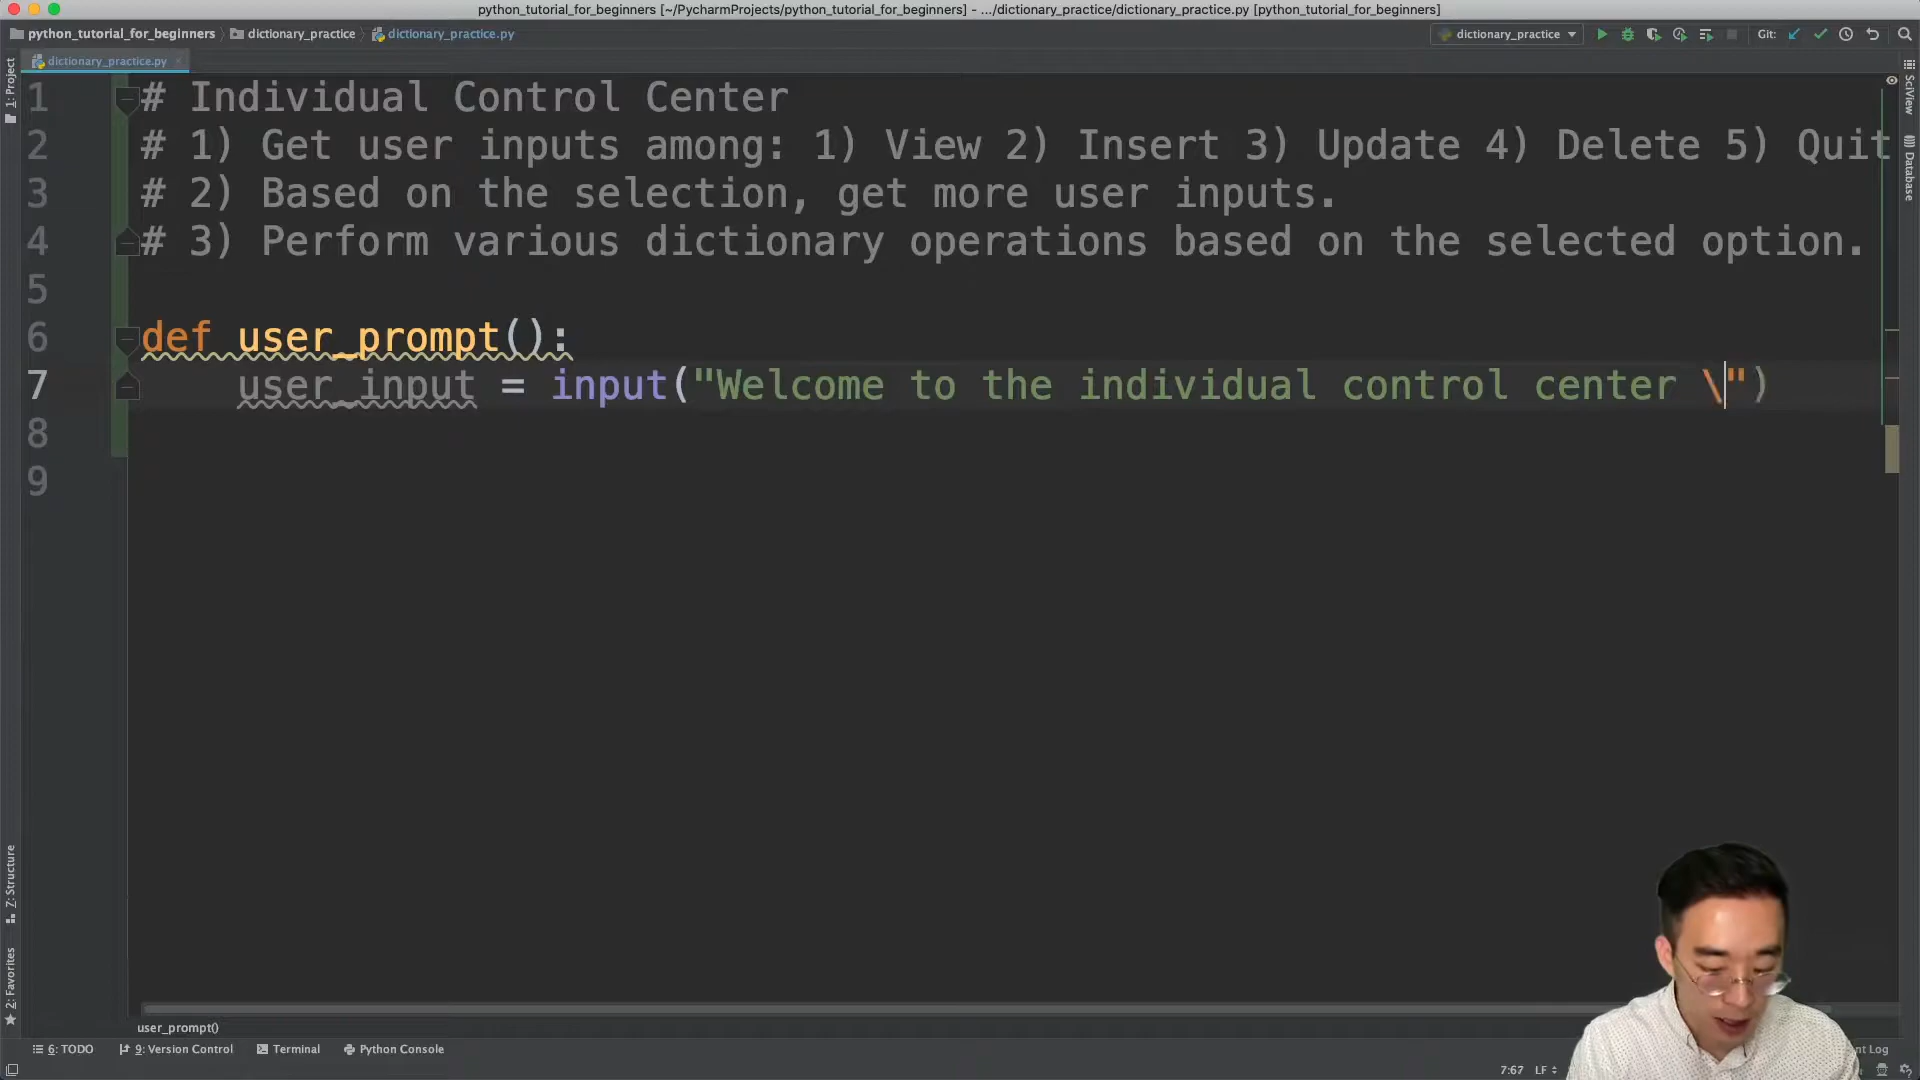 python_tutorial_for_beginners [~/PycharmProjects/python_tutorial_for_beginners] - .../dictionary_practice/dictionary_practice.py [python_tutorial_for_beginners]
python_tutorial_for_beginners dictionary_practice dictionary_practice.py dictionary_practice Git:
dictionary_practice.py
1: Project
SciView
Database
1 # Individual Control Center
2 # 1) Get user inputs among: 1) View 2) Insert 3) Update 4) Delete 5) Quit
3 # 2) Based on the selection, get more user inputs.
4 # 3) Perform various dictionary operations based on the selected option.
5
6 def user_prompt():
7 user_input = input("Welcome to the individual control center \")
8
9
Z: Structure
2: Favorites
user_prompt()
6: TODO 9: Version Control Terminal Python Console nt Log
7:67 LF